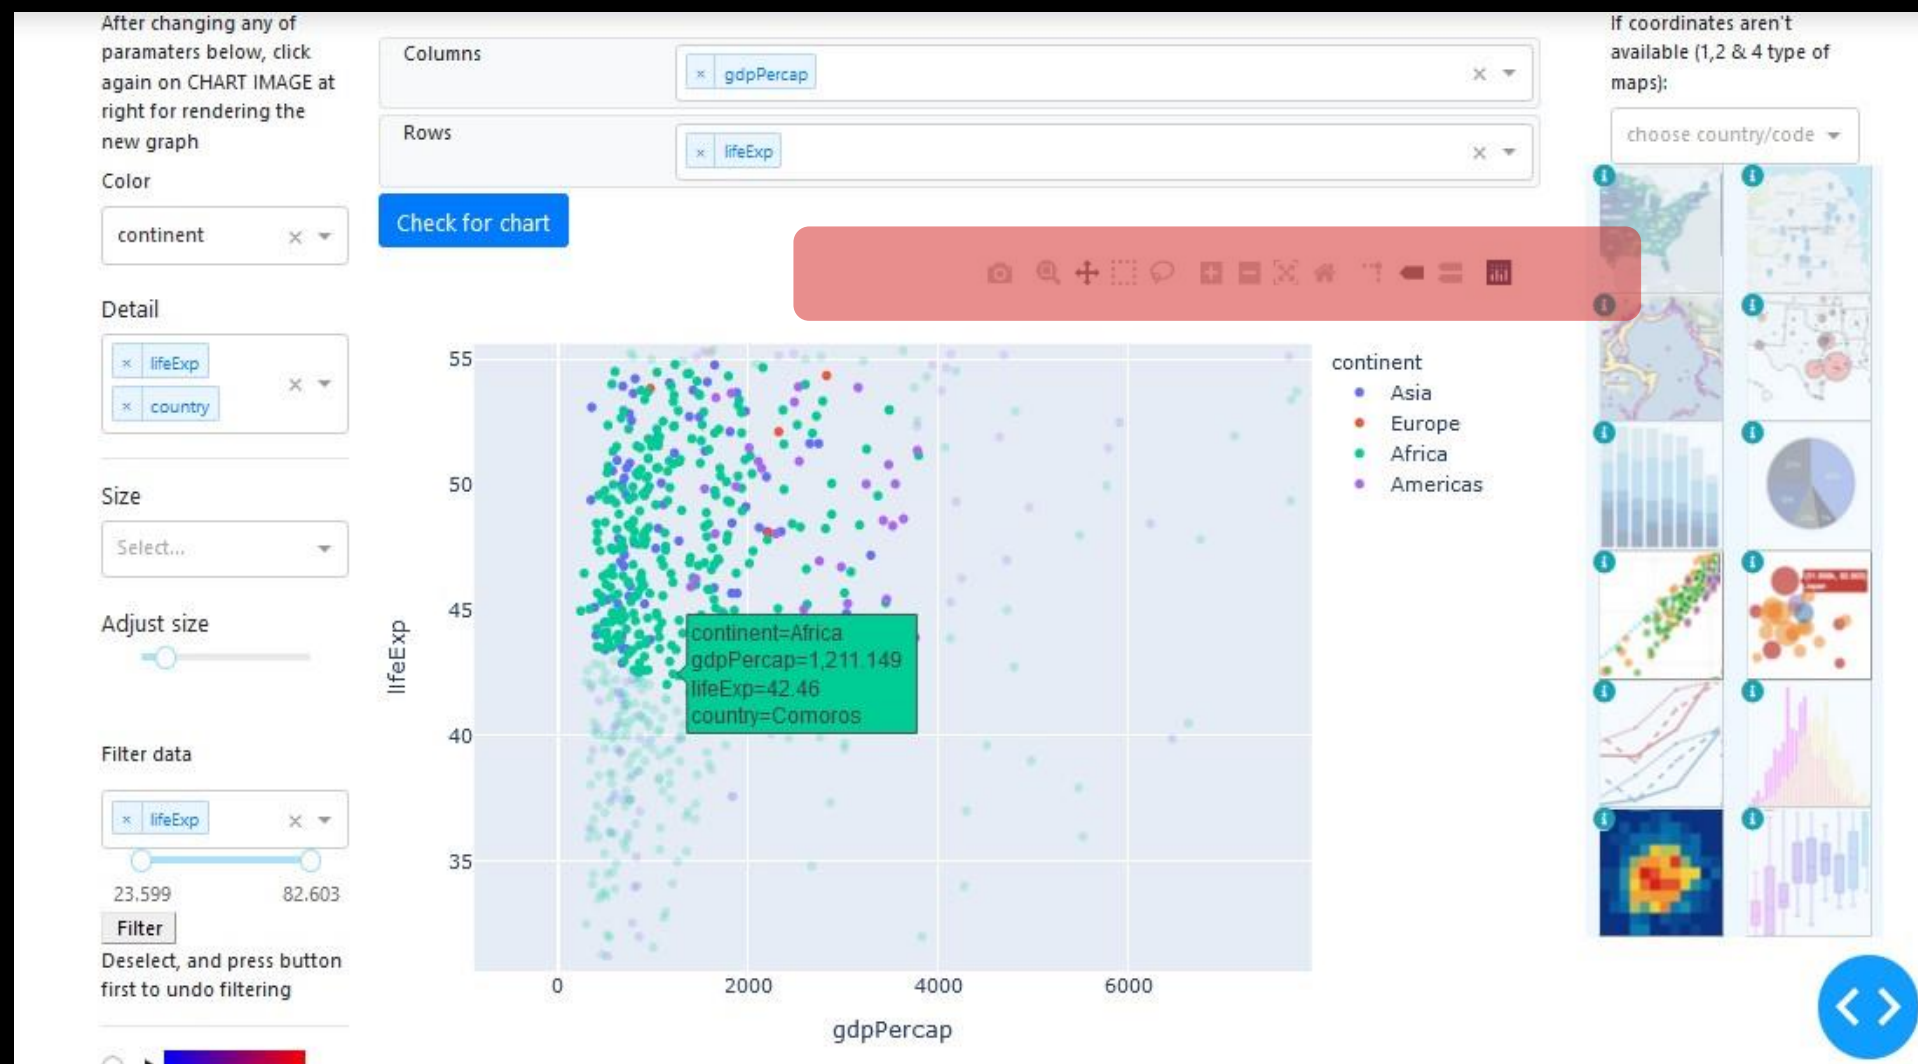 After changing any of
paramaters below, click
again on CHART IMAGE at
right for rendering the
new graph
Color
continent
Detail
× lifeExp
× country
Size
Select...
Adjust size
Filter data
× lifeExp
23.599 82.603
Filter
Deselect, and press button
first to undo filtering
Columns
× gdpPercap
Rows
× lifeExp
Check for chart
55
50
45
40
35
lifeExp
0 2000 4000 6000
gdpPercap
continent=Africa
gdpPercap=1,211.149
lifeExp=42.46
country=Comoros
continent
Asia
Europe
Africa
Americas
If coordinates aren't
available (1,2 & 4 type of
maps):
choose country/code